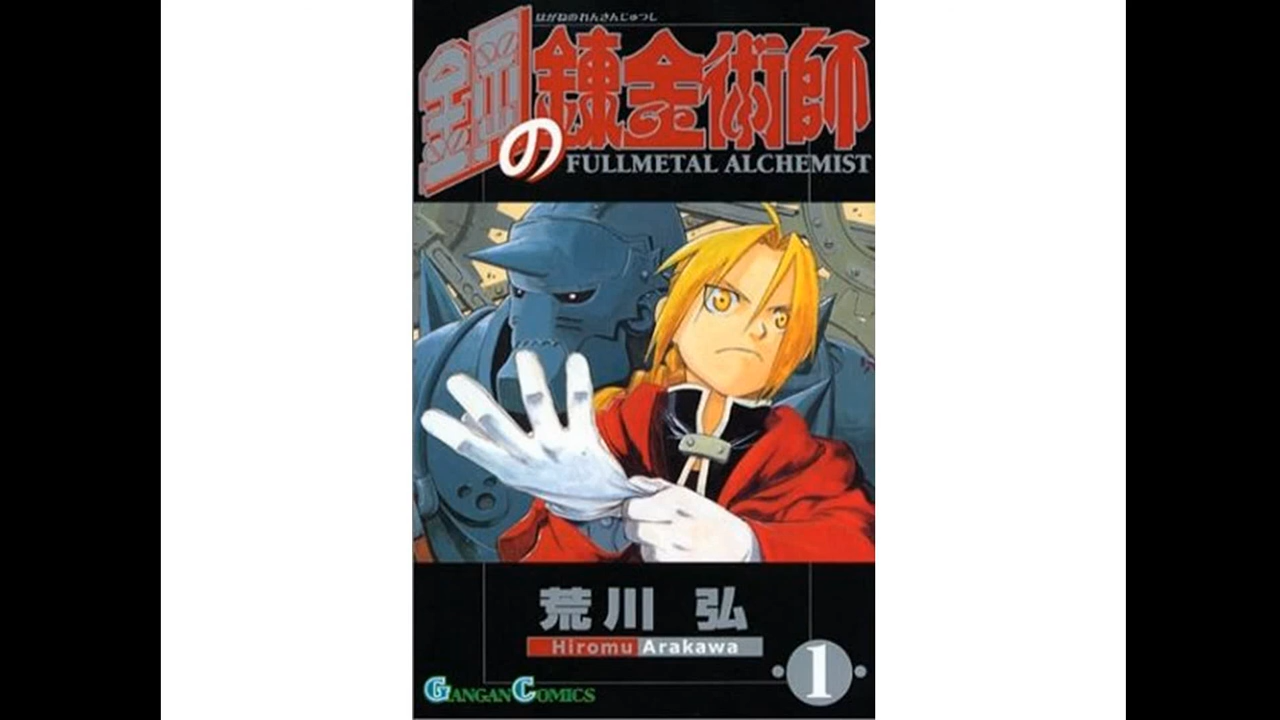 はがねのれんきんじゅつし
鋼の錬金術師
FULLMETAL ALCHEMIST
荒川 弘
Hiromu Arakawa
1
GANGAN COMICS